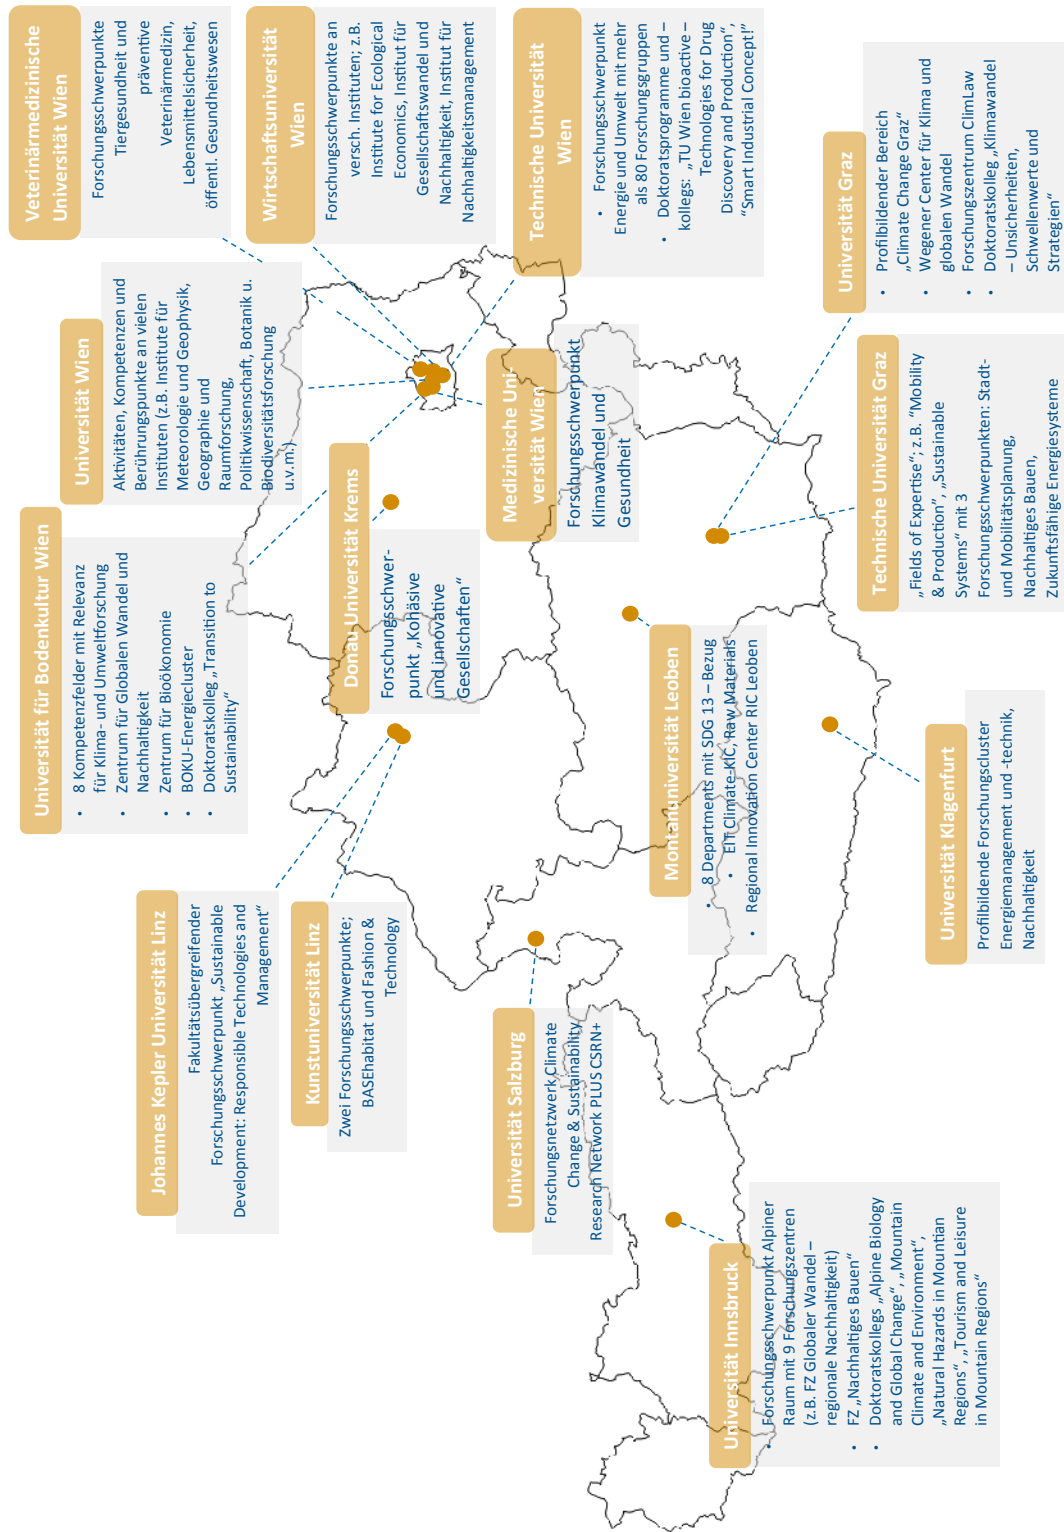 Johannes Kepler Universität Linz
Fakultätsübergreifender
Forschungsschwerpunkt „Sustainable
Development: Responsible Technologies and
Management“
Kunstuniversität Linz
Zwei Forschungsschwerpunkte;
BASEhabitat und Fashion &
Technology
Universität Salzburg
Forschungsnetzwerk Climate
Change & Sustainability
Research Network PLUS CSRN+
Universität Innsbruck
• Forschungsschwerpunkt Alpiner
Raum mit 9 Forschungszentren
(z.B. FZ Globaler Wandel –
regionale Nachhaltigkeit)
• FZ „Nachhaltiges Bauen“
• Doktoratskollegs „Alpine Biology
and Global Change“, „Mountain
Climate and Environment“,
„Natural Hazards in Mountian
Regions“, „Tourism and Leisure
in Mountain Regions“
Universität für Bodenkultur Wien
• 8 Kompetenzfelder mit Relevanz
für Klima- und Umweltforschung
• Zentrum für Globalen Wandel und
Nachhaltigkeit
• Zentrum für Bioökonomie
• BOKU-Energiecluster
• Doktoratskolleg „Transition to
Sustainability“
Donau Universität Krems
Forschungsschwer-
punkt „Kohäsive
und innovative
Gesellschaften“
Montanuniversität Leoben
• 8 Departments mit SDG 13 – Bezug
• EIT Climate-KIC, Raw Materials
• Regional Innovation Center RIC Leoben
Universität Klagenfurt
Profilbildende Forschungscluster
Energiemanagement und -technik,
Nachhaltigkeit
Universität Wien
Aktivitäten, Kompetenzen und
Berührungspunkte an vielen
Instituten (z.B. Institute für
Meteorologie und Geophysik,
Geographie und
Raumforschung,
Politikwissenschaft, Botanik u.
Biodiversitätsforschung
u.v.m.)
Medizinische Uni-
versität Wien
Forschungsschwerpunkt
Klimawandel und
Gesundheit
Technische Universität Graz
„Fields of Expertise“; z.B. “Mobility
& Production”, „Sustainable
Systems“ mit 3
Forschungsschwerpunkten: Stadt-
und Mobilitätsplanung,
Nachhaltiges Bauen,
Zukunftsfähige Energiesysteme
Veterinärmedizinische
Universität Wien
Forschungsschwerpunkte
Tiergesundheit und
präventive
Veterinärmedizin,
Lebensmittelsicherheit,
öffentl. Gesundheitswesen
Wirtschaftsuniversität
Wien
Forschungsschwerpunkte an
versch. Instituten; z.B.
Institute for Ecological
Economics, Institut für
Gesellschaftswandel und
Nachhaltigkeit, Institut für
Nachhaltigkeitsmanagement
Technische Universität
Wien
• Forschungsschwerpunkt
Energie und Umwelt mit mehr
als 80 Forschungsgruppen
• Doktoratsprogramme und –
kollegs: „TU Wien bioactive –
Technologies for Drug
Discovery and Production“,
“Smart Industrial Concept!“
Universität Graz
• Profilbildender Bereich
„Climate Change Graz“
• Wegener Center für Klima und
globalen Wandel
• Forschungszentrum ClimLaw
• Doktoratskolleg „Klimawandel
– Unsicherheiten,
Schwellenwerte und
Strategien“